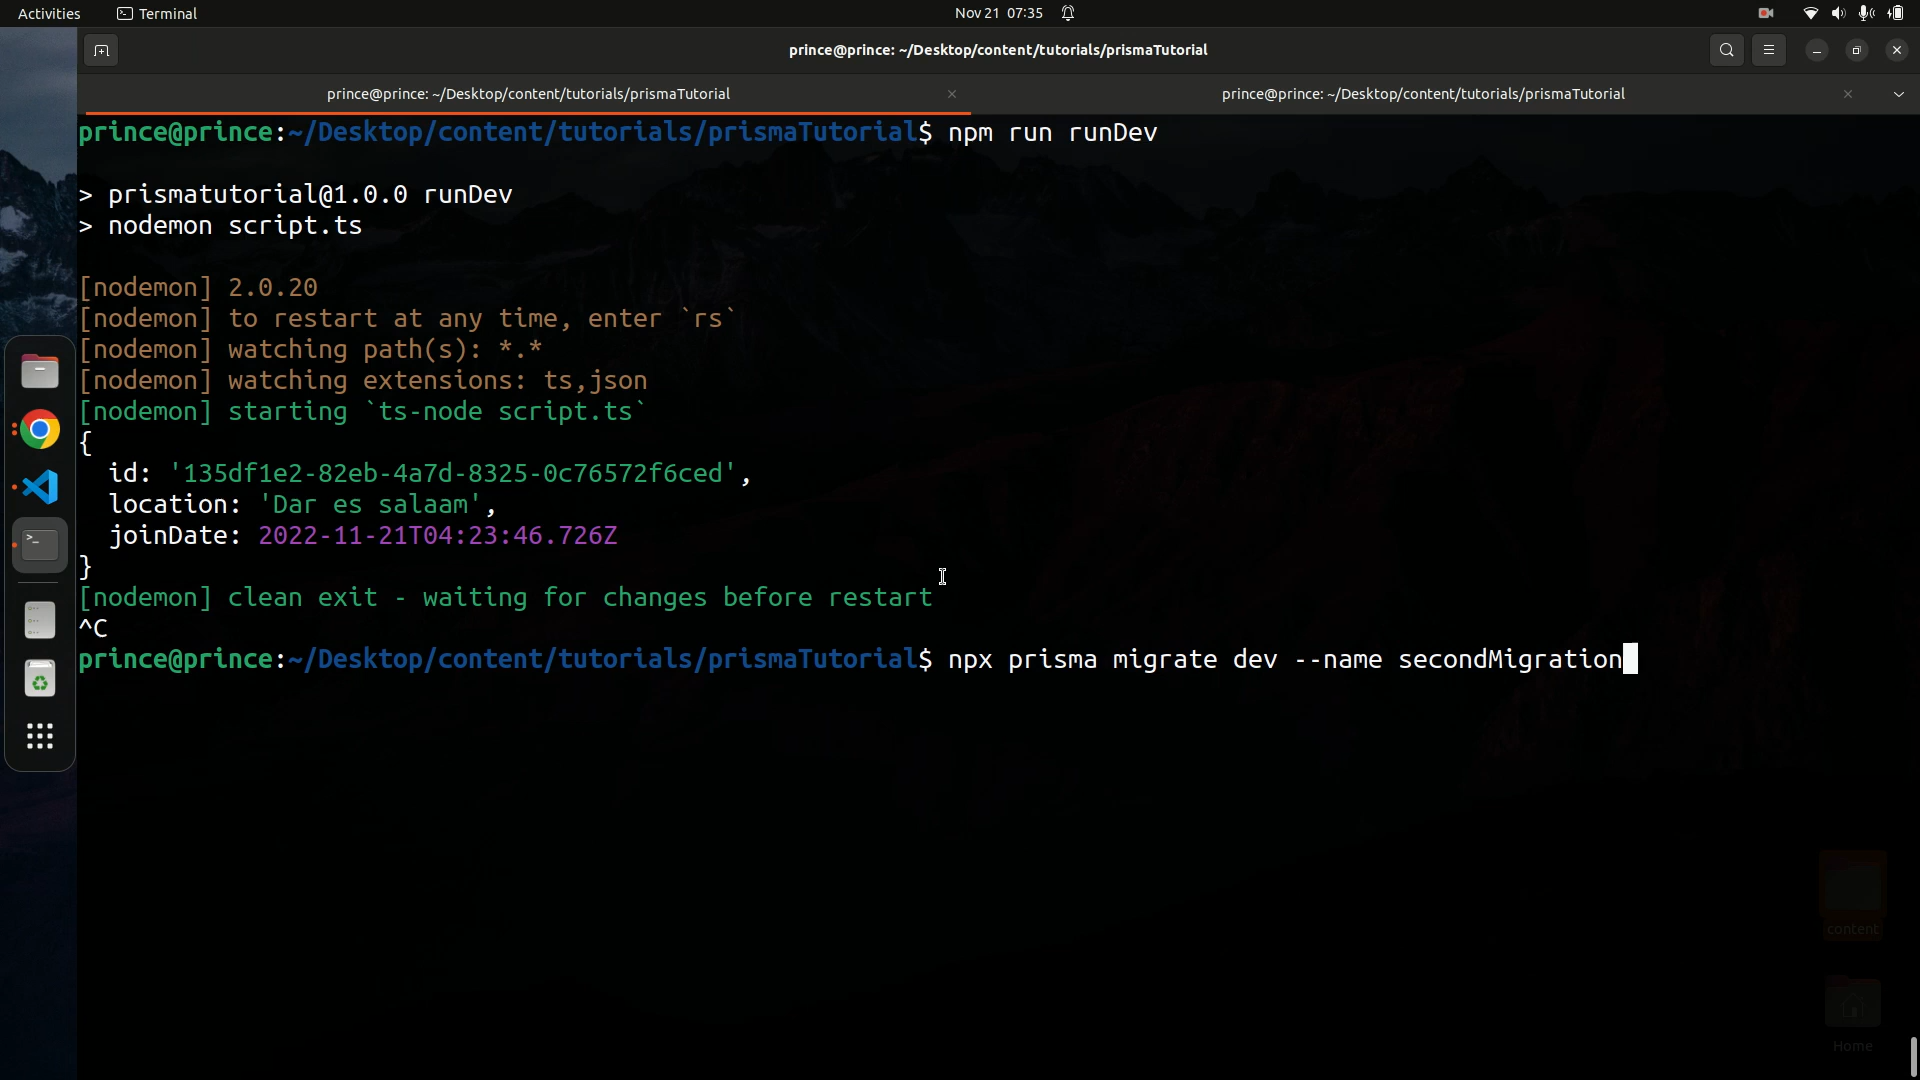 Activities
Terminal
Nov 21 07:35
prince@prince: ~/Desktop/content/tutorials/prismaTutorial
prince@prince: ~/Desktop/content/tutorials/prismaTutorial
prince@prince: ~/Desktop/content/tutorials/prismaTutorial
prince@prince:~/Desktop/content/tutorials/prismaTutorial$ npm run runDev
> prismatutorial@1.0.0 runDev
> nodemon script.ts
[nodemon] 2.0.20
[nodemon] to restart at any time, enter `rs`
[nodemon] watching path(s): *.*
[nodemon] watching extensions: ts,json
[nodemon] starting `ts-node script.ts`
{
  id: '135df1e2-82eb-4a7d-8325-0c76572f6ced',
  location: 'Dar es salaam',
  joinDate: 2022-11-21T04:23:46.726Z
}
[nodemon] clean exit - waiting for changes before restart
^C
prince@prince:~/Desktop/content/tutorials/prismaTutorial$ npx prisma migrate dev --name secondMigration
content
Home